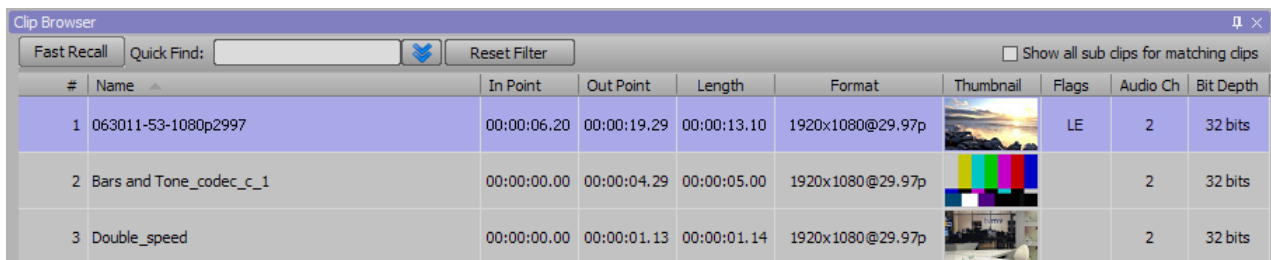 Clip Browser
Fast Recall Quick Find: Reset Filter Show all sub clips for matching clips
# Name In Point Out Point Length Format Thumbnail Flags Audio Ch Bit Depth
1 063011-53-1080p2997 00:00:06.20 00:00:19.29 00:00:13.10 1920x1080@29.97p LE 2 32 bits
2 Bars and Tone_codec_c_1 00:00:00.00 00:00:04.29 00:00:05.00 1920x1080@29.97p 2 32 bits
3 Double_speed 00:00:00.00 00:00:01.13 00:00:01.14 1920x1080@29.97p 2 32 bits